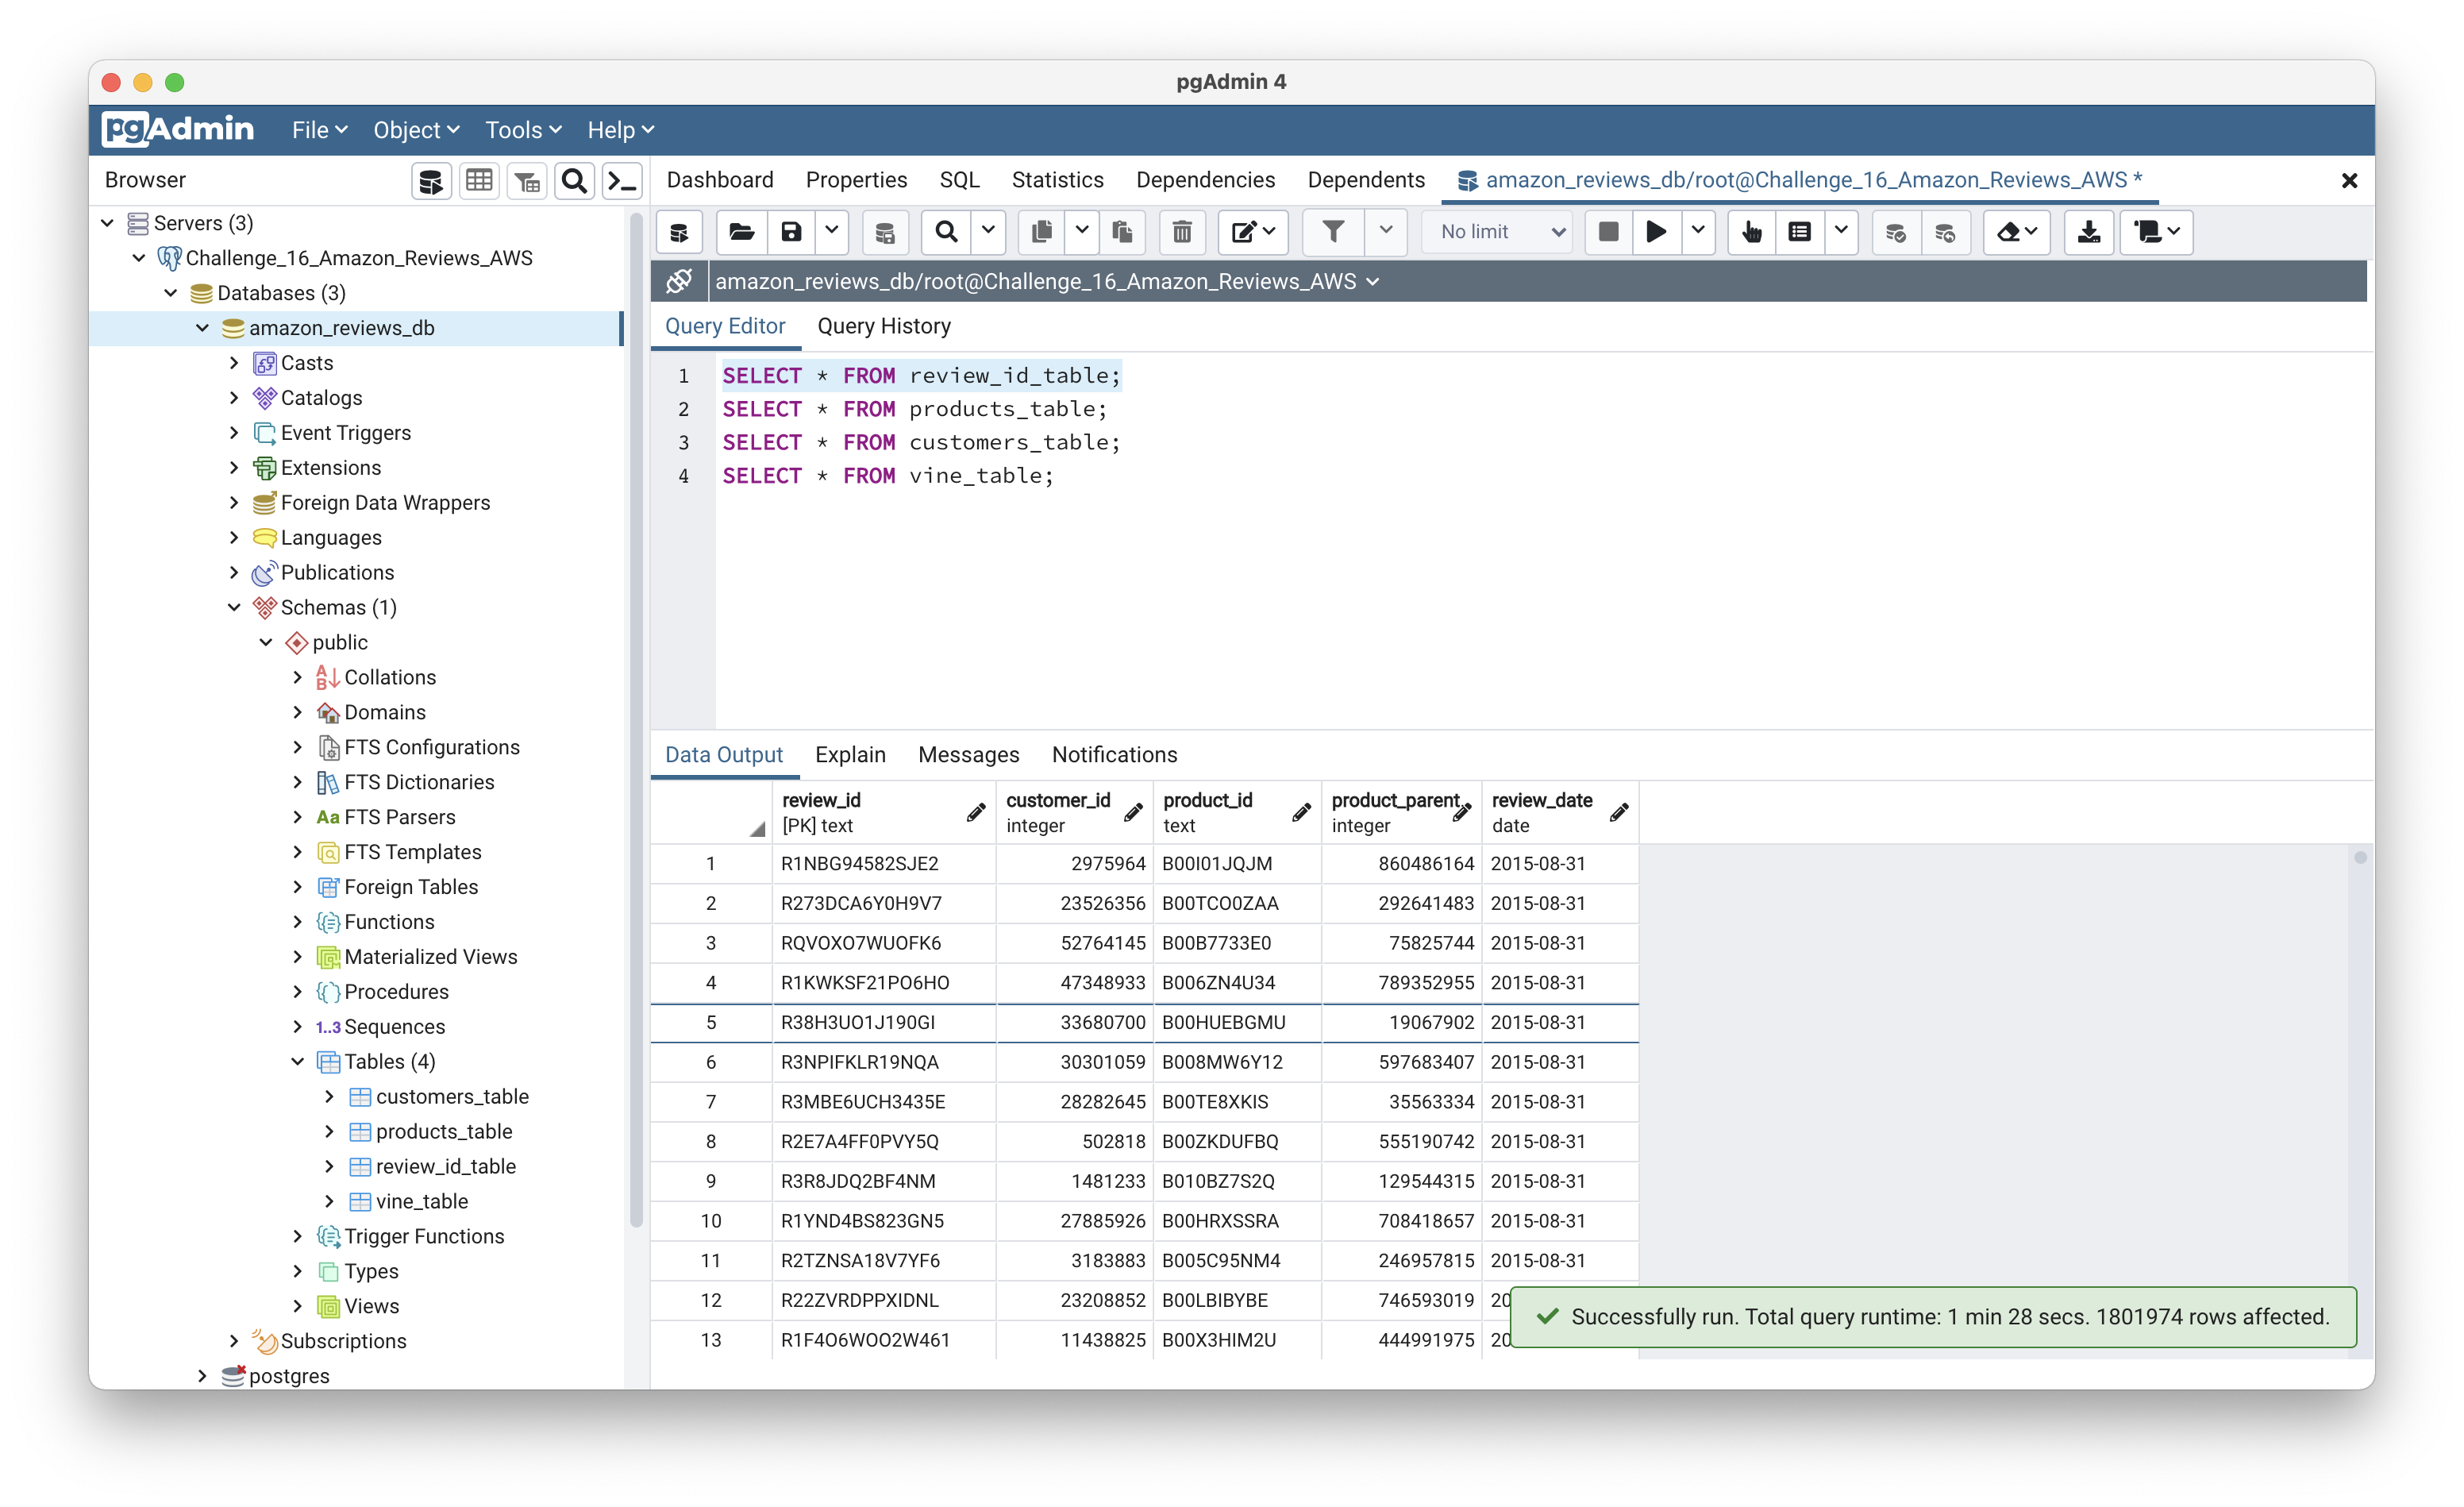 pgAdmin 4
pgAdmin File Object Tools Help
Browser
Dashboard Properties SQL Statistics Dependencies Dependents amazon_reviews_db/root@Challenge_16_Amazon_Reviews_AWS *
No limit
amazon_reviews_db/root@Challenge_16_Amazon_Reviews_AWS
Query Editor Query History
1 SELECT * FROM review_id_table;
2 SELECT * FROM products_table;
3 SELECT * FROM customers_table;
4 SELECT * FROM vine_table;
Servers (3)
Challenge_16_Amazon_Reviews_AWS
Databases (3)
amazon_reviews_db
Casts
Catalogs
Event Triggers
Extensions
Foreign Data Wrappers
Languages
Publications
Schemas (1)
public
A B Collations
Domains
FTS Configurations
FTS Dictionaries
Aa FTS Parsers
FTS Templates
Foreign Tables
Functions
Materialized Views
Procedures
1..3 Sequences
Tables (4)
customers_table
products_table
review_id_table
vine_table
Trigger Functions
Types
Views
Subscriptions
postgres
Data Output Explain Messages Notifications
review_id customer_id product_id product_parent review_date
[PK] text integer text integer date
1 R1NBG94582SJE2 2975964 B00I01JQJM 860486164 2015-08-31
2 R273DCA6Y0H9V7 23526356 B00TCO0ZAA 292641483 2015-08-31
3 RQVOXO7WUOFK6 52764145 B00B7733E0 75825744 2015-08-31
4 R1KWKSF21PO6HO 47348933 B006ZN4U34 789352955 2015-08-31
5 R38H3UO1J190GI 33680700 B00HUEBGMU 19067902 2015-08-31
6 R3NPIFKLR19NQA 30301059 B008MW6Y12 597683407 2015-08-31
7 R3MBE6UCH3435E 28282645 B00TE8XKIS 35563334 2015-08-31
8 R2E7A4FF0PVY5Q 502818 B00ZKDUFBQ 555190742 2015-08-31
9 R3R8JDQ2BF4NM 1481233 B010BZ7S2Q 129544315 2015-08-31
10 R1YND4BS823GN5 27885926 B00HRXSSRA 708418657 2015-08-31
11 R2TZNSA18V7YF6 3183883 B005C95NM4 246957815 2015-08-31
12 R22ZVRDPPXIDNL 23208852 B00LBIBYBE 746593019 20
13 R1F4O6WOO2W461 11438825 B00X3HIM2U 444991975 20
Successfully run. Total query runtime: 1 min 28 secs. 1801974 rows affected.